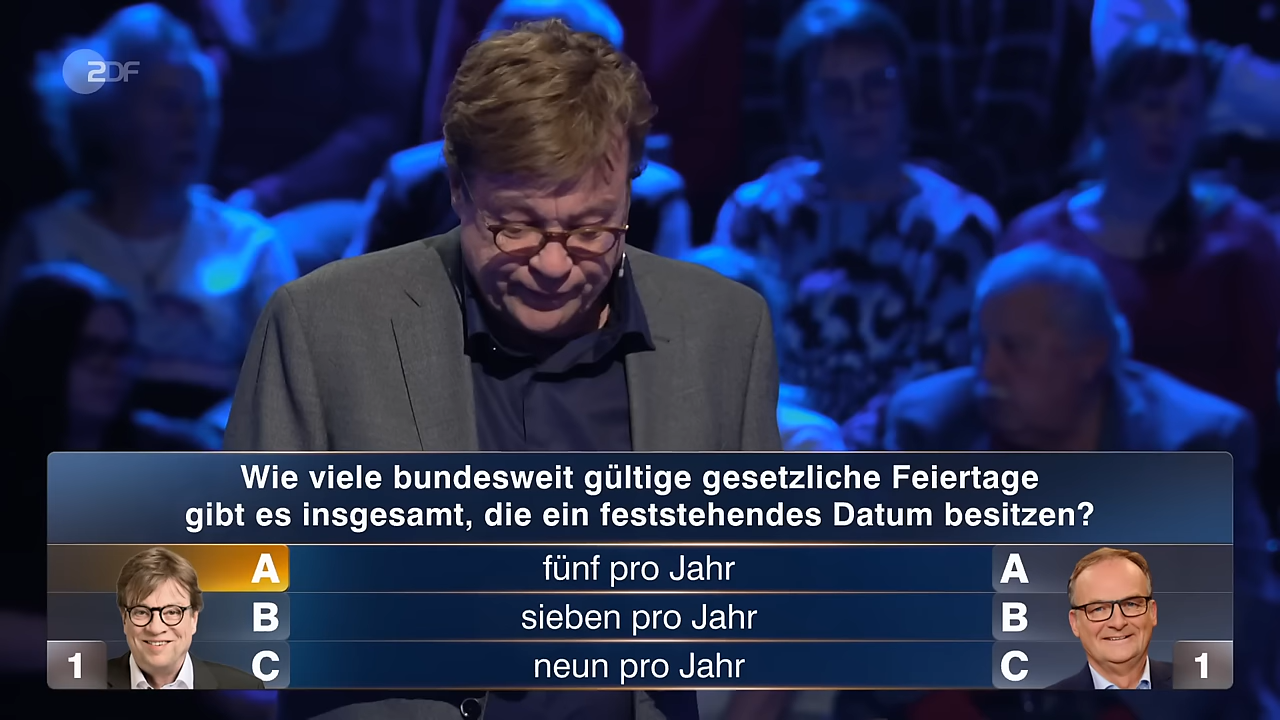 ZDF
Wie viele bundesweit gültige gesetzliche Feiertage
gibt es insgesamt, die ein feststehendes Datum besitzen?
A fünf pro Jahr A
B sieben pro Jahr B
1 C neun pro Jahr C 1